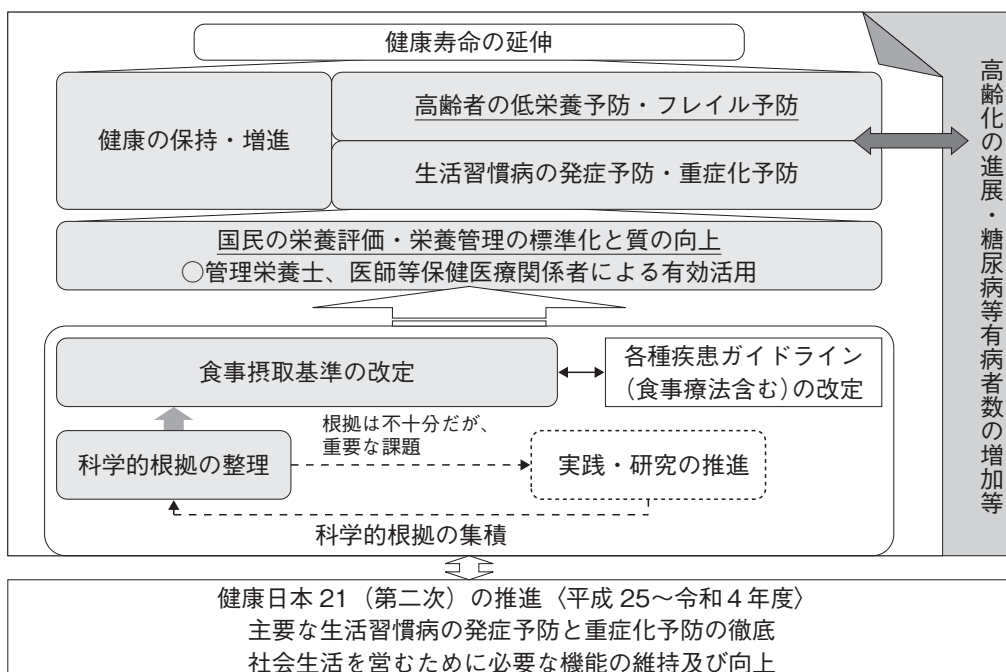 健康寿命の延伸
健康の保持・増進
高齢者の低栄養予防・フレイル予防
生活習慣病の発症予防・重症化予防
国民の栄養評価・栄養管理の標準化と質の向上
○管理栄養士、医師等保健医療関係者による有効活用
食事摂取基準の改定
各種疾患ガイドライン
(食事療法含む)の改定
根拠は不十分だが、
重要な課題
科学的根拠の整理
実践・研究の推進
科学的根拠の集積
高齢化の進展・糖尿病等有病者数の増加等
健康日本 21（第二次）の推進〈平成 25～令和４年度〉
主要な生活習慣病の発症予防と重症化予防の徹底
社会生活を営むために必要な機能の維持及び向上